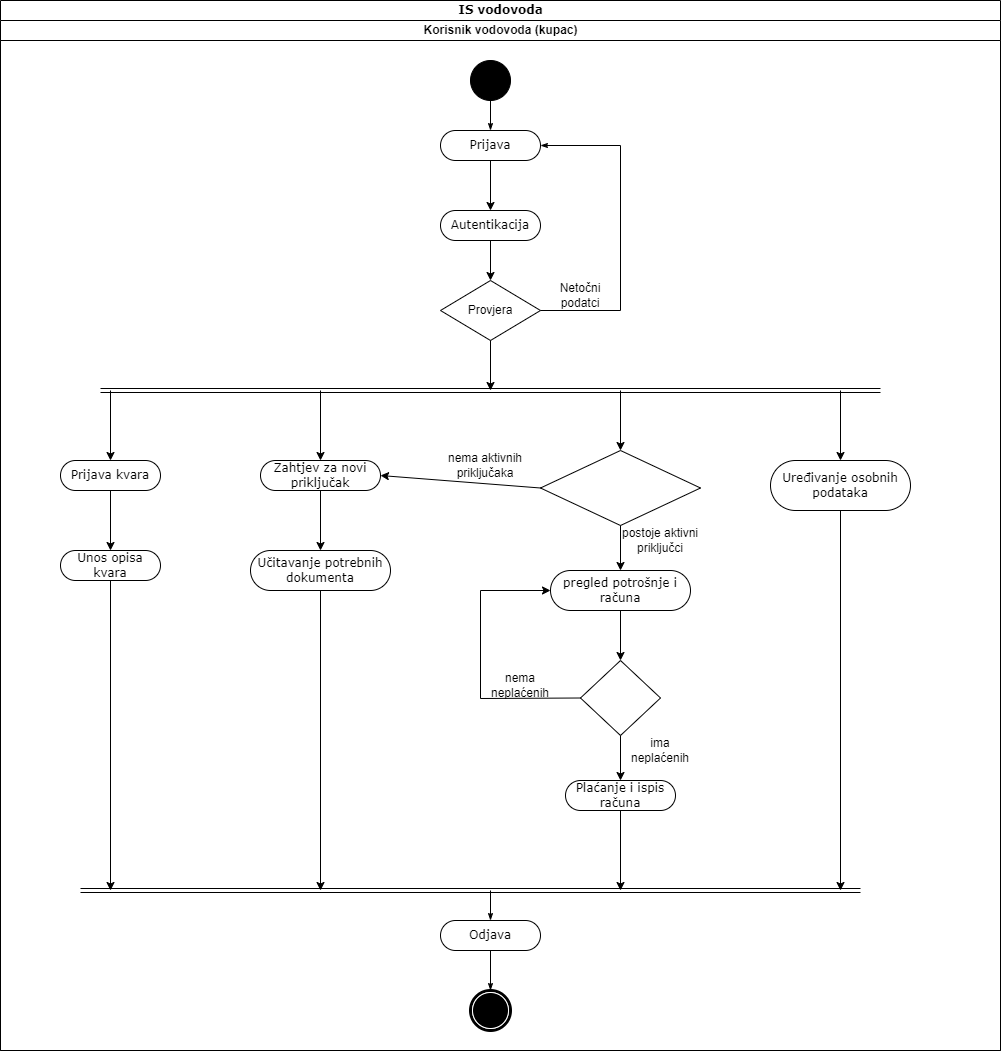 IS vodovoda
Korisnik vodovoda (kupac)
Prijava
Autentikacija
Netočni
podatci
Provjera
nema aktivnih
priključaka
Prijava kvara
Zahtjev za novi
priključak
Uređivanje osobnih
podataka
postoje aktivni
priključci
Unos opisa
kvara
Učitavanje potrebnih
dokumenta
pregled potrošnje i
računa
nema
neplaćenih
ima
neplaćenih
Plaćanje i ispis
računa
Odjava